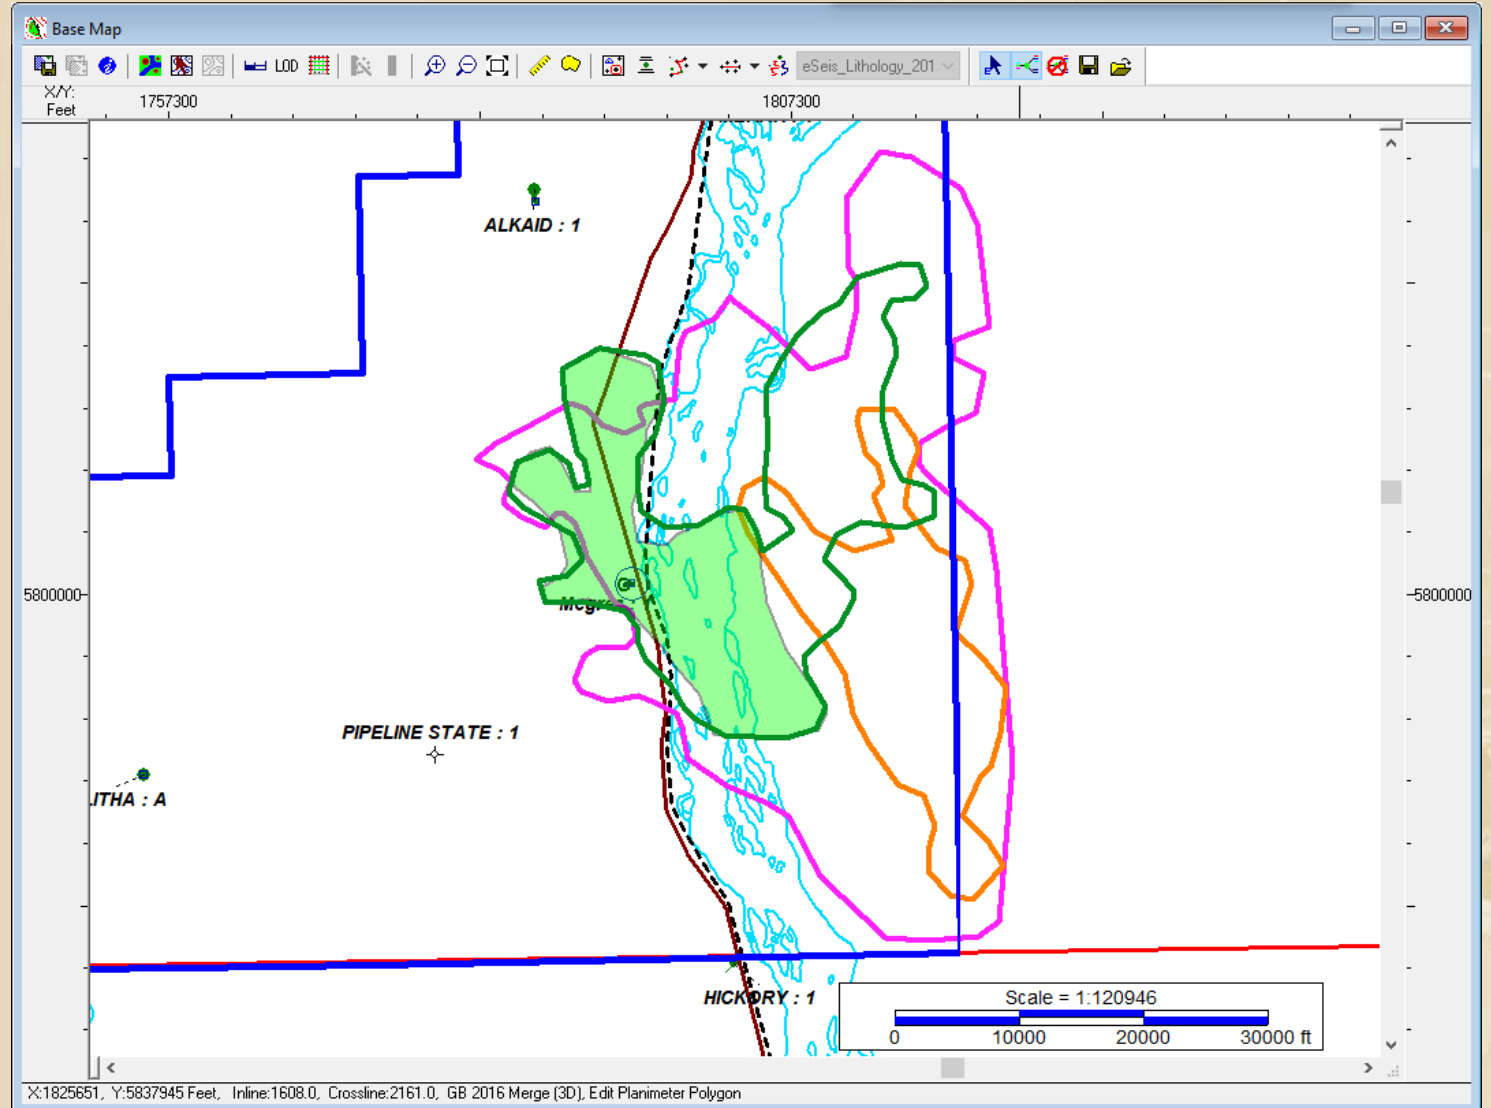 Base Map
LOD
eSeis_Lithology_201
X/Y:
Feet
1757300
1807300
ALKAID : 1
5800000
5800000
PIPELINE STATE : 1
ITHA : A
HICKORY : 1
Scale = 1:120946
0 10000 20000 30000 ft
X:1825651, Y:5837945 Feet, Inline:1608.0, Crossline:2161.0, GB 2016 Merge (3D), Edit Planimeter Polygon